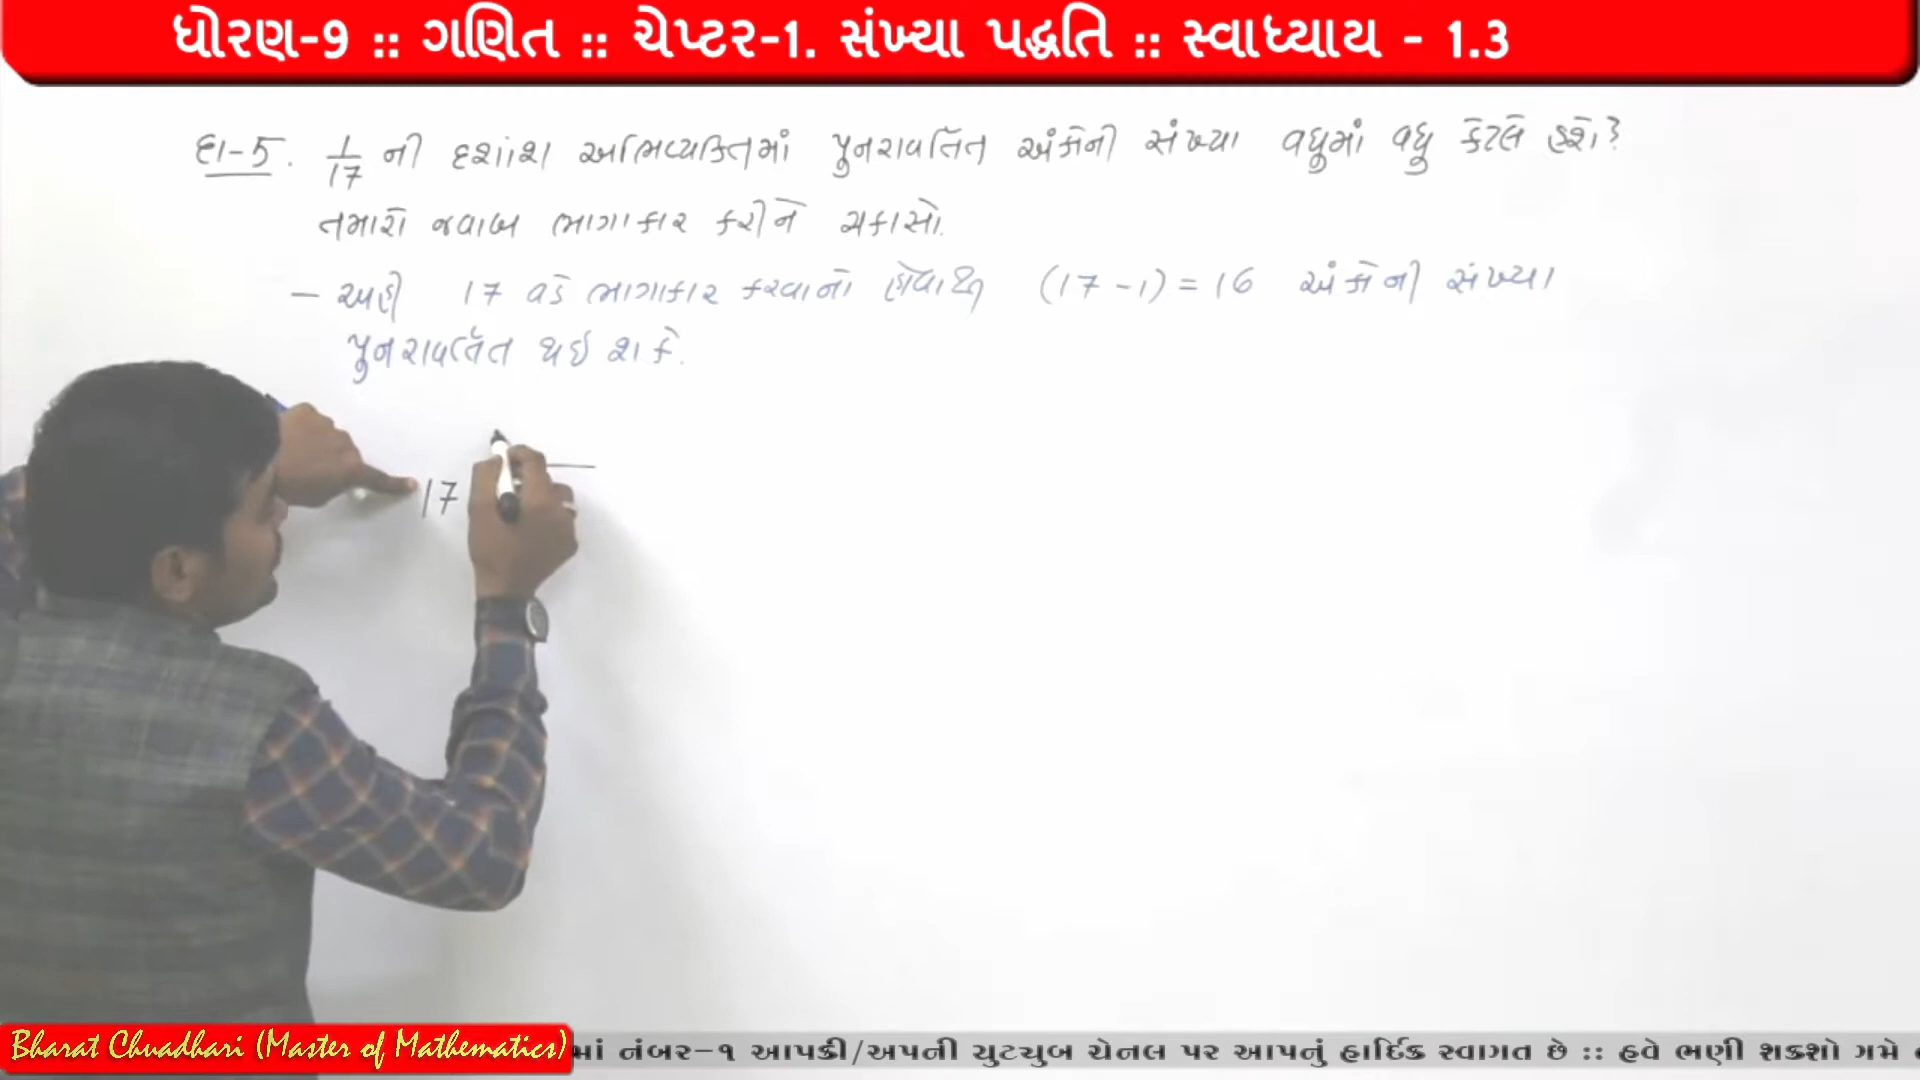 ધોરણ-9 :: ગણિત :: ચેપ્ટર-1. સંખ્યા પદ્ધતિ :: સ્વાધ્યાય - 1.3
દા-5. 1/17 ની દશાંશ અભિવ્યક્તિમાં પુનરાવર્તિત અંકોની સંખ્યા વધુમાં વધુ કેટલી હશે?
તમારો જવાબ ભાગાકાર કરીને ચકાસો.
- અહીં 17 વડે ભાગાકાર કરવાનો હોવાથી (17-1) = 16 અંકોની સંખ્યા
પુનરાવર્તિત થઈ શકે.
17
Bharat Chuadhari (Master of Mathematics)
માં નંબર-૧ આપક્રી/અપની યુટયુબ ચેનલ પર આપનું હાર્દિક સ્વાગત છે :: હવે ભણી શકશો ગમે